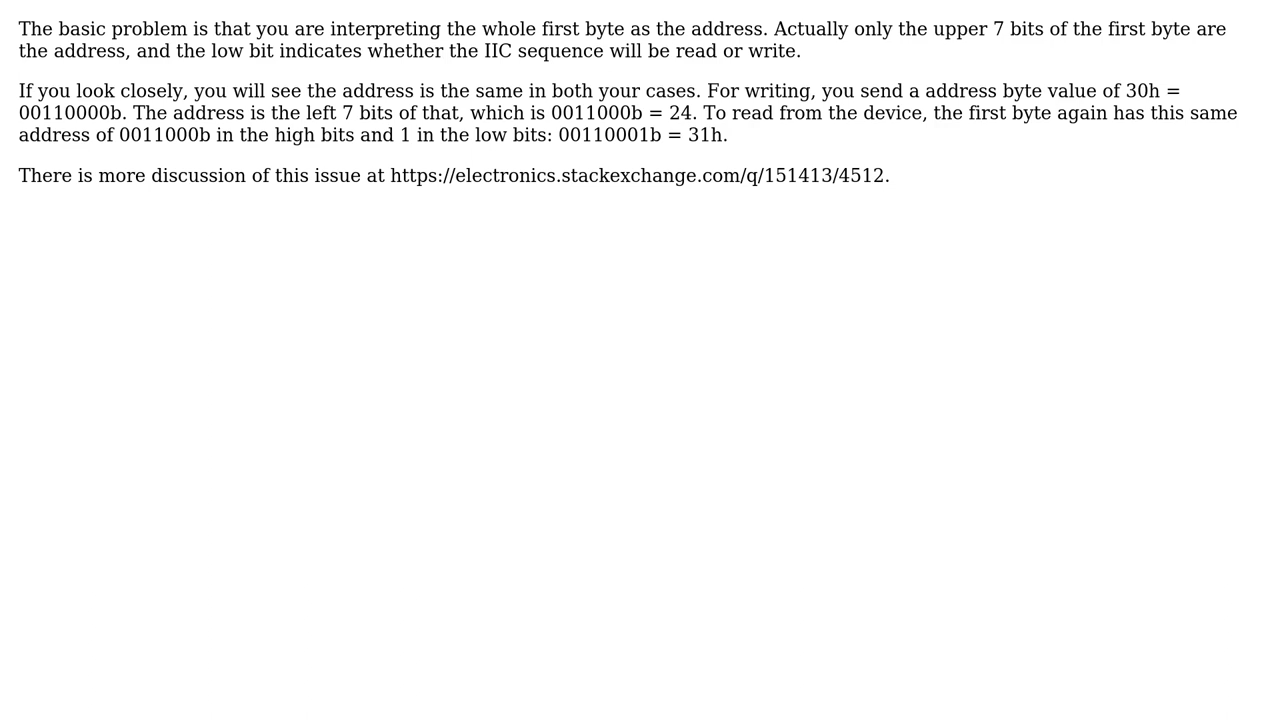 The basic problem is that you are interpreting the whole first byte as the address. Actually only the upper 7 bits of the first byte are
the address, and the low bit indicates whether the IIC sequence will be read or write.
If you look closely, you will see the address is the same in both your cases. For writing, you send a address byte value of 30h =
00110000b. The address is the left 7 bits of that, which is 0011000b = 24. To read from the device, the first byte again has this same
address of 0011000b in the high bits and 1 in the low bits: 00110001b = 31h.
There is more discussion of this issue at https://electronics.stackexchange.com/q/151413/4512.